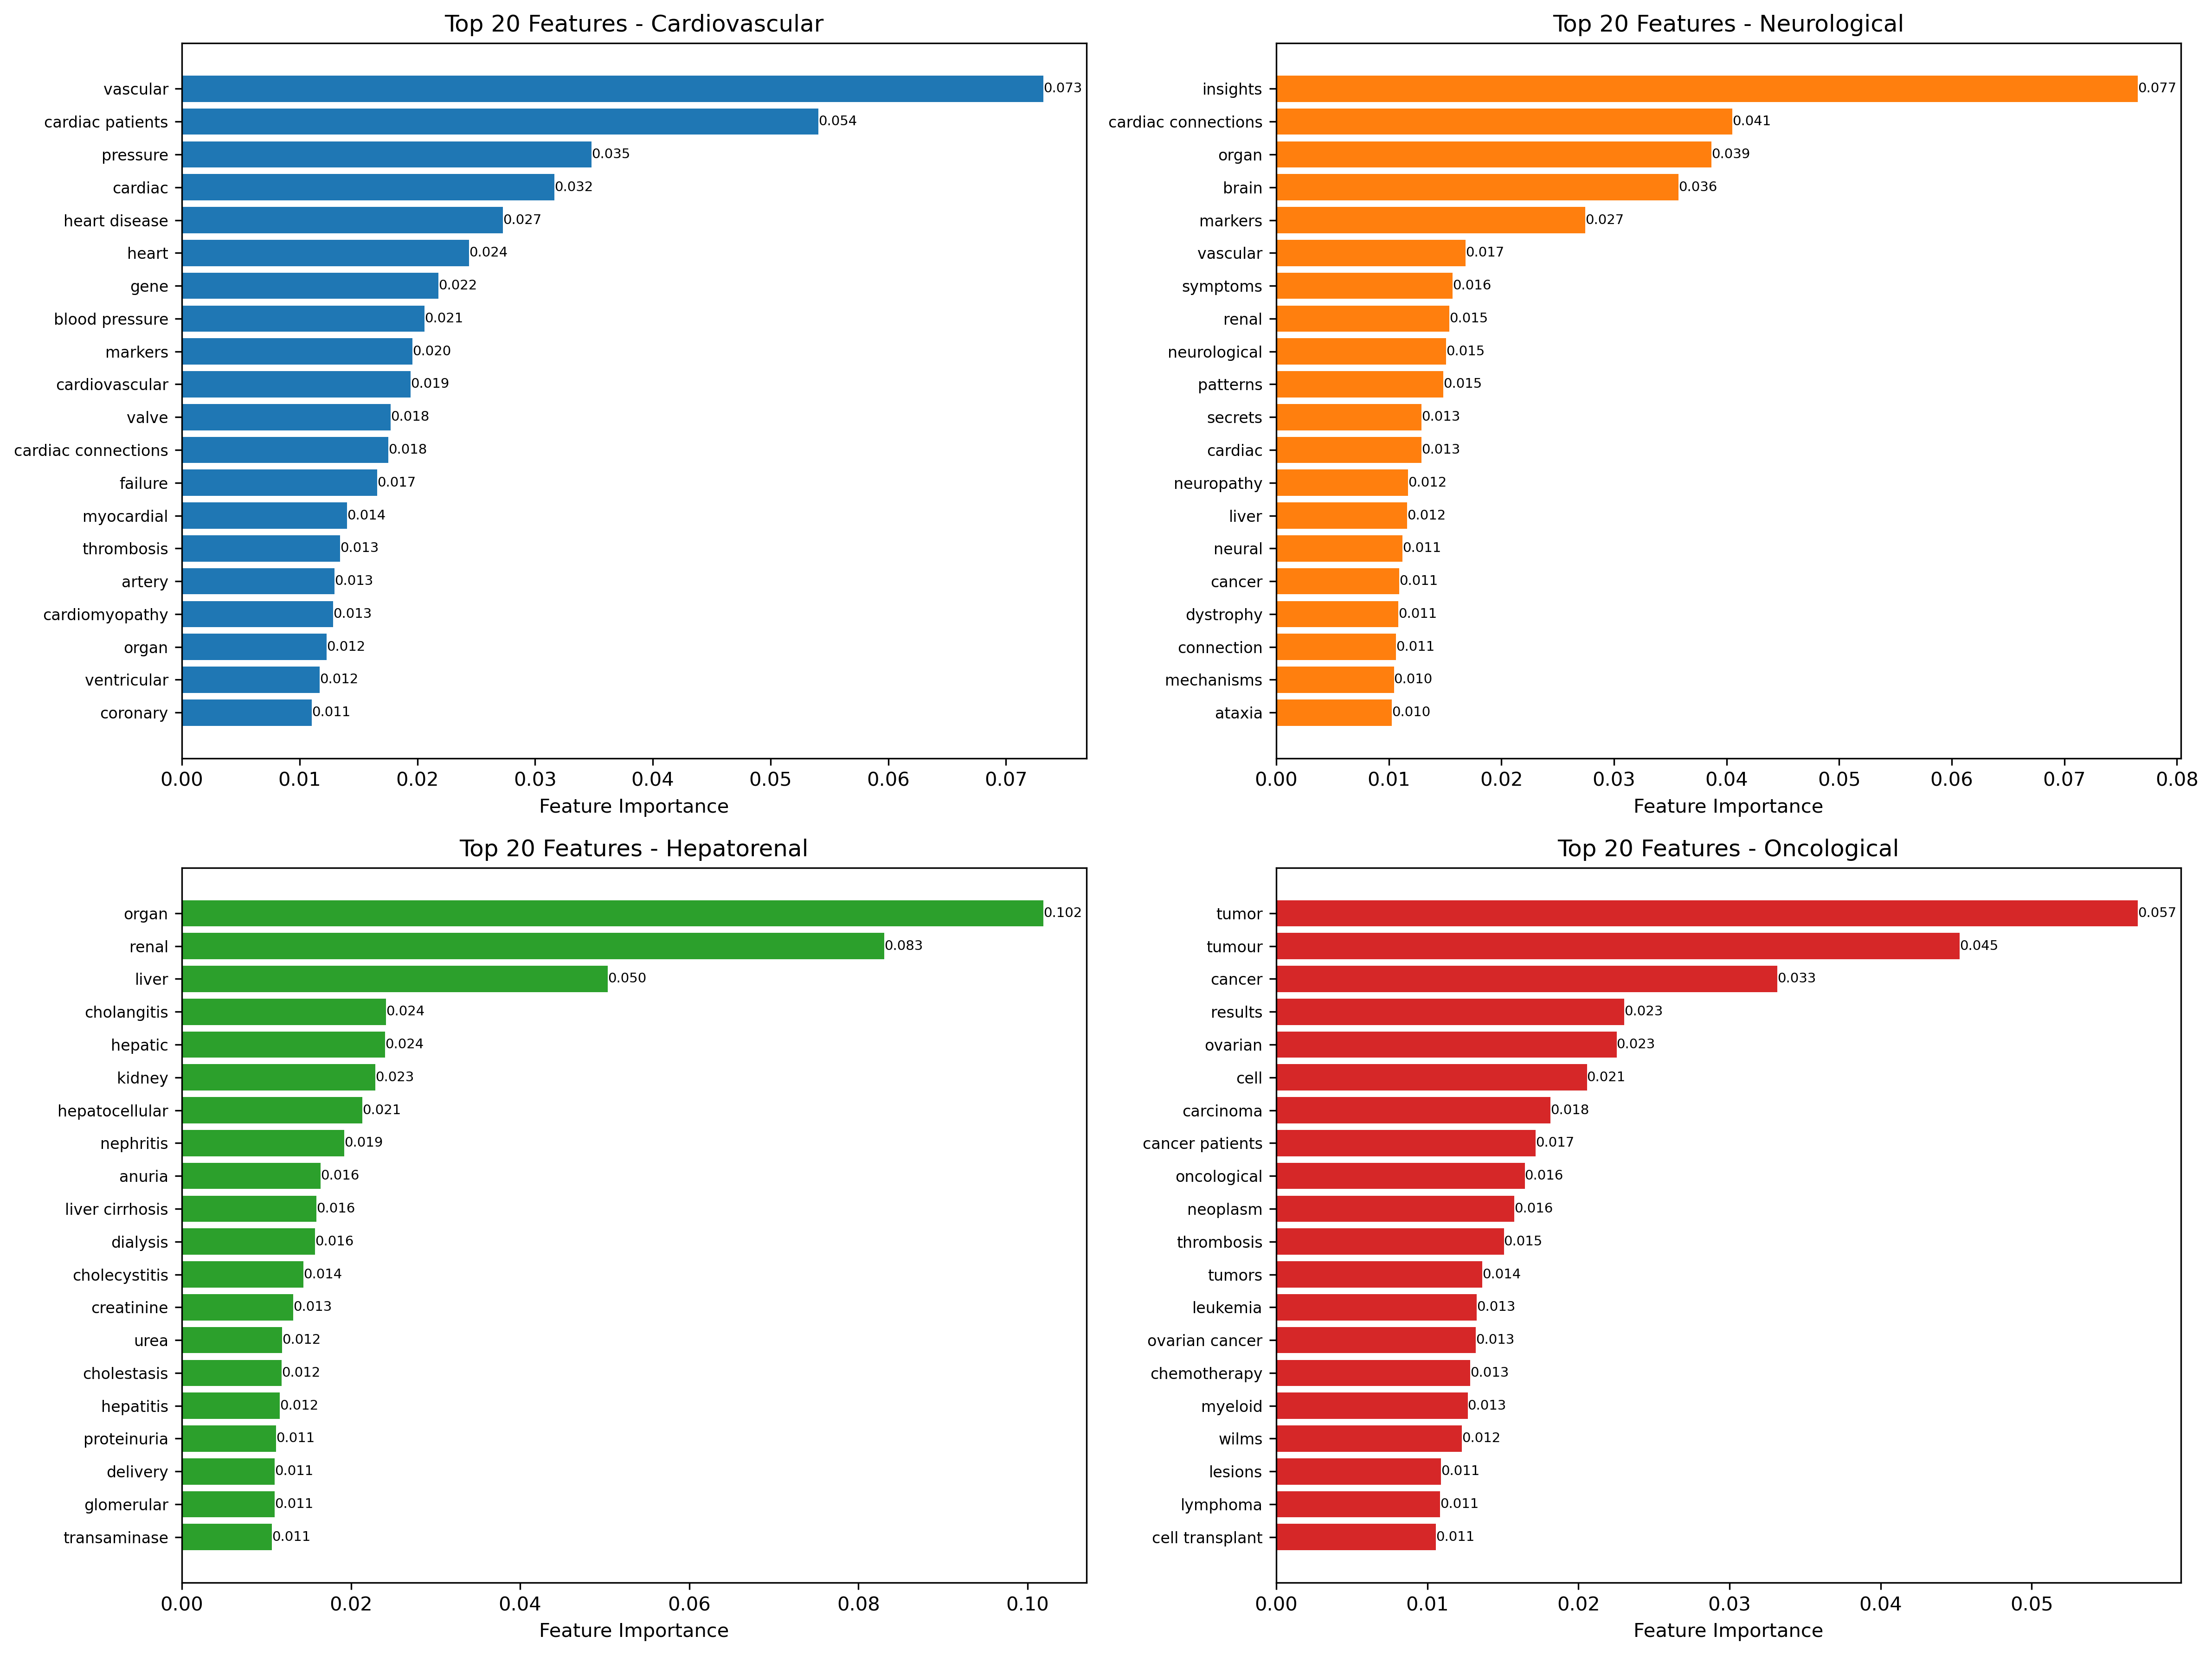 Top 20 Features - Cardiovascular
vascular 0.073
cardiac patients 0.054
pressure 0.035
cardiac 0.032
heart disease 0.027
heart 0.024
gene 0.022
blood pressure 0.021
markers 0.020
cardiovascular 0.019
valve 0.018
cardiac connections 0.018
failure 0.017
myocardial 0.014
thrombosis 0.013
artery 0.013
cardiomyopathy 0.013
organ 0.012
ventricular 0.012
coronary 0.011
0.00 0.01 0.02 0.03 0.04 0.05 0.06 0.07
Feature Importance
Top 20 Features - Neurological
insights 0.077
cardiac connections 0.041
organ 0.039
brain 0.036
markers 0.027
vascular 0.017
symptoms 0.016
renal 0.015
neurological 0.015
patterns 0.015
secrets 0.013
cardiac 0.013
neuropathy 0.012
liver 0.012
neural 0.011
cancer 0.011
dystrophy 0.011
connection 0.011
mechanisms 0.010
ataxia 0.010
0.00 0.01 0.02 0.03 0.04 0.05 0.06 0.07 0.08
Feature Importance
Top 20 Features - Hepatorenal
organ 0.102
renal 0.083
liver 0.050
cholangitis 0.024
hepatic 0.024
kidney 0.023
hepatocellular 0.021
nephritis 0.019
anuria 0.016
liver cirrhosis 0.016
dialysis 0.016
cholecystitis 0.014
creatinine 0.013
urea 0.012
cholestasis 0.012
hepatitis 0.012
proteinuria 0.011
delivery 0.011
glomerular 0.011
transaminase 0.011
0.00 0.02 0.04 0.06 0.08 0.10
Feature Importance
Top 20 Features - Oncological
tumor 0.057
tumour 0.045
cancer 0.033
results 0.023
ovarian 0.023
cell 0.021
carcinoma 0.018
cancer patients 0.017
oncological 0.016
neoplasm 0.016
thrombosis 0.015
tumors 0.014
leukemia 0.013
ovarian cancer 0.013
chemotherapy 0.013
myeloid 0.013
wilms 0.012
lesions 0.011
lymphoma 0.011
cell transplant 0.011
0.00 0.01 0.02 0.03 0.04 0.05
Feature Importance